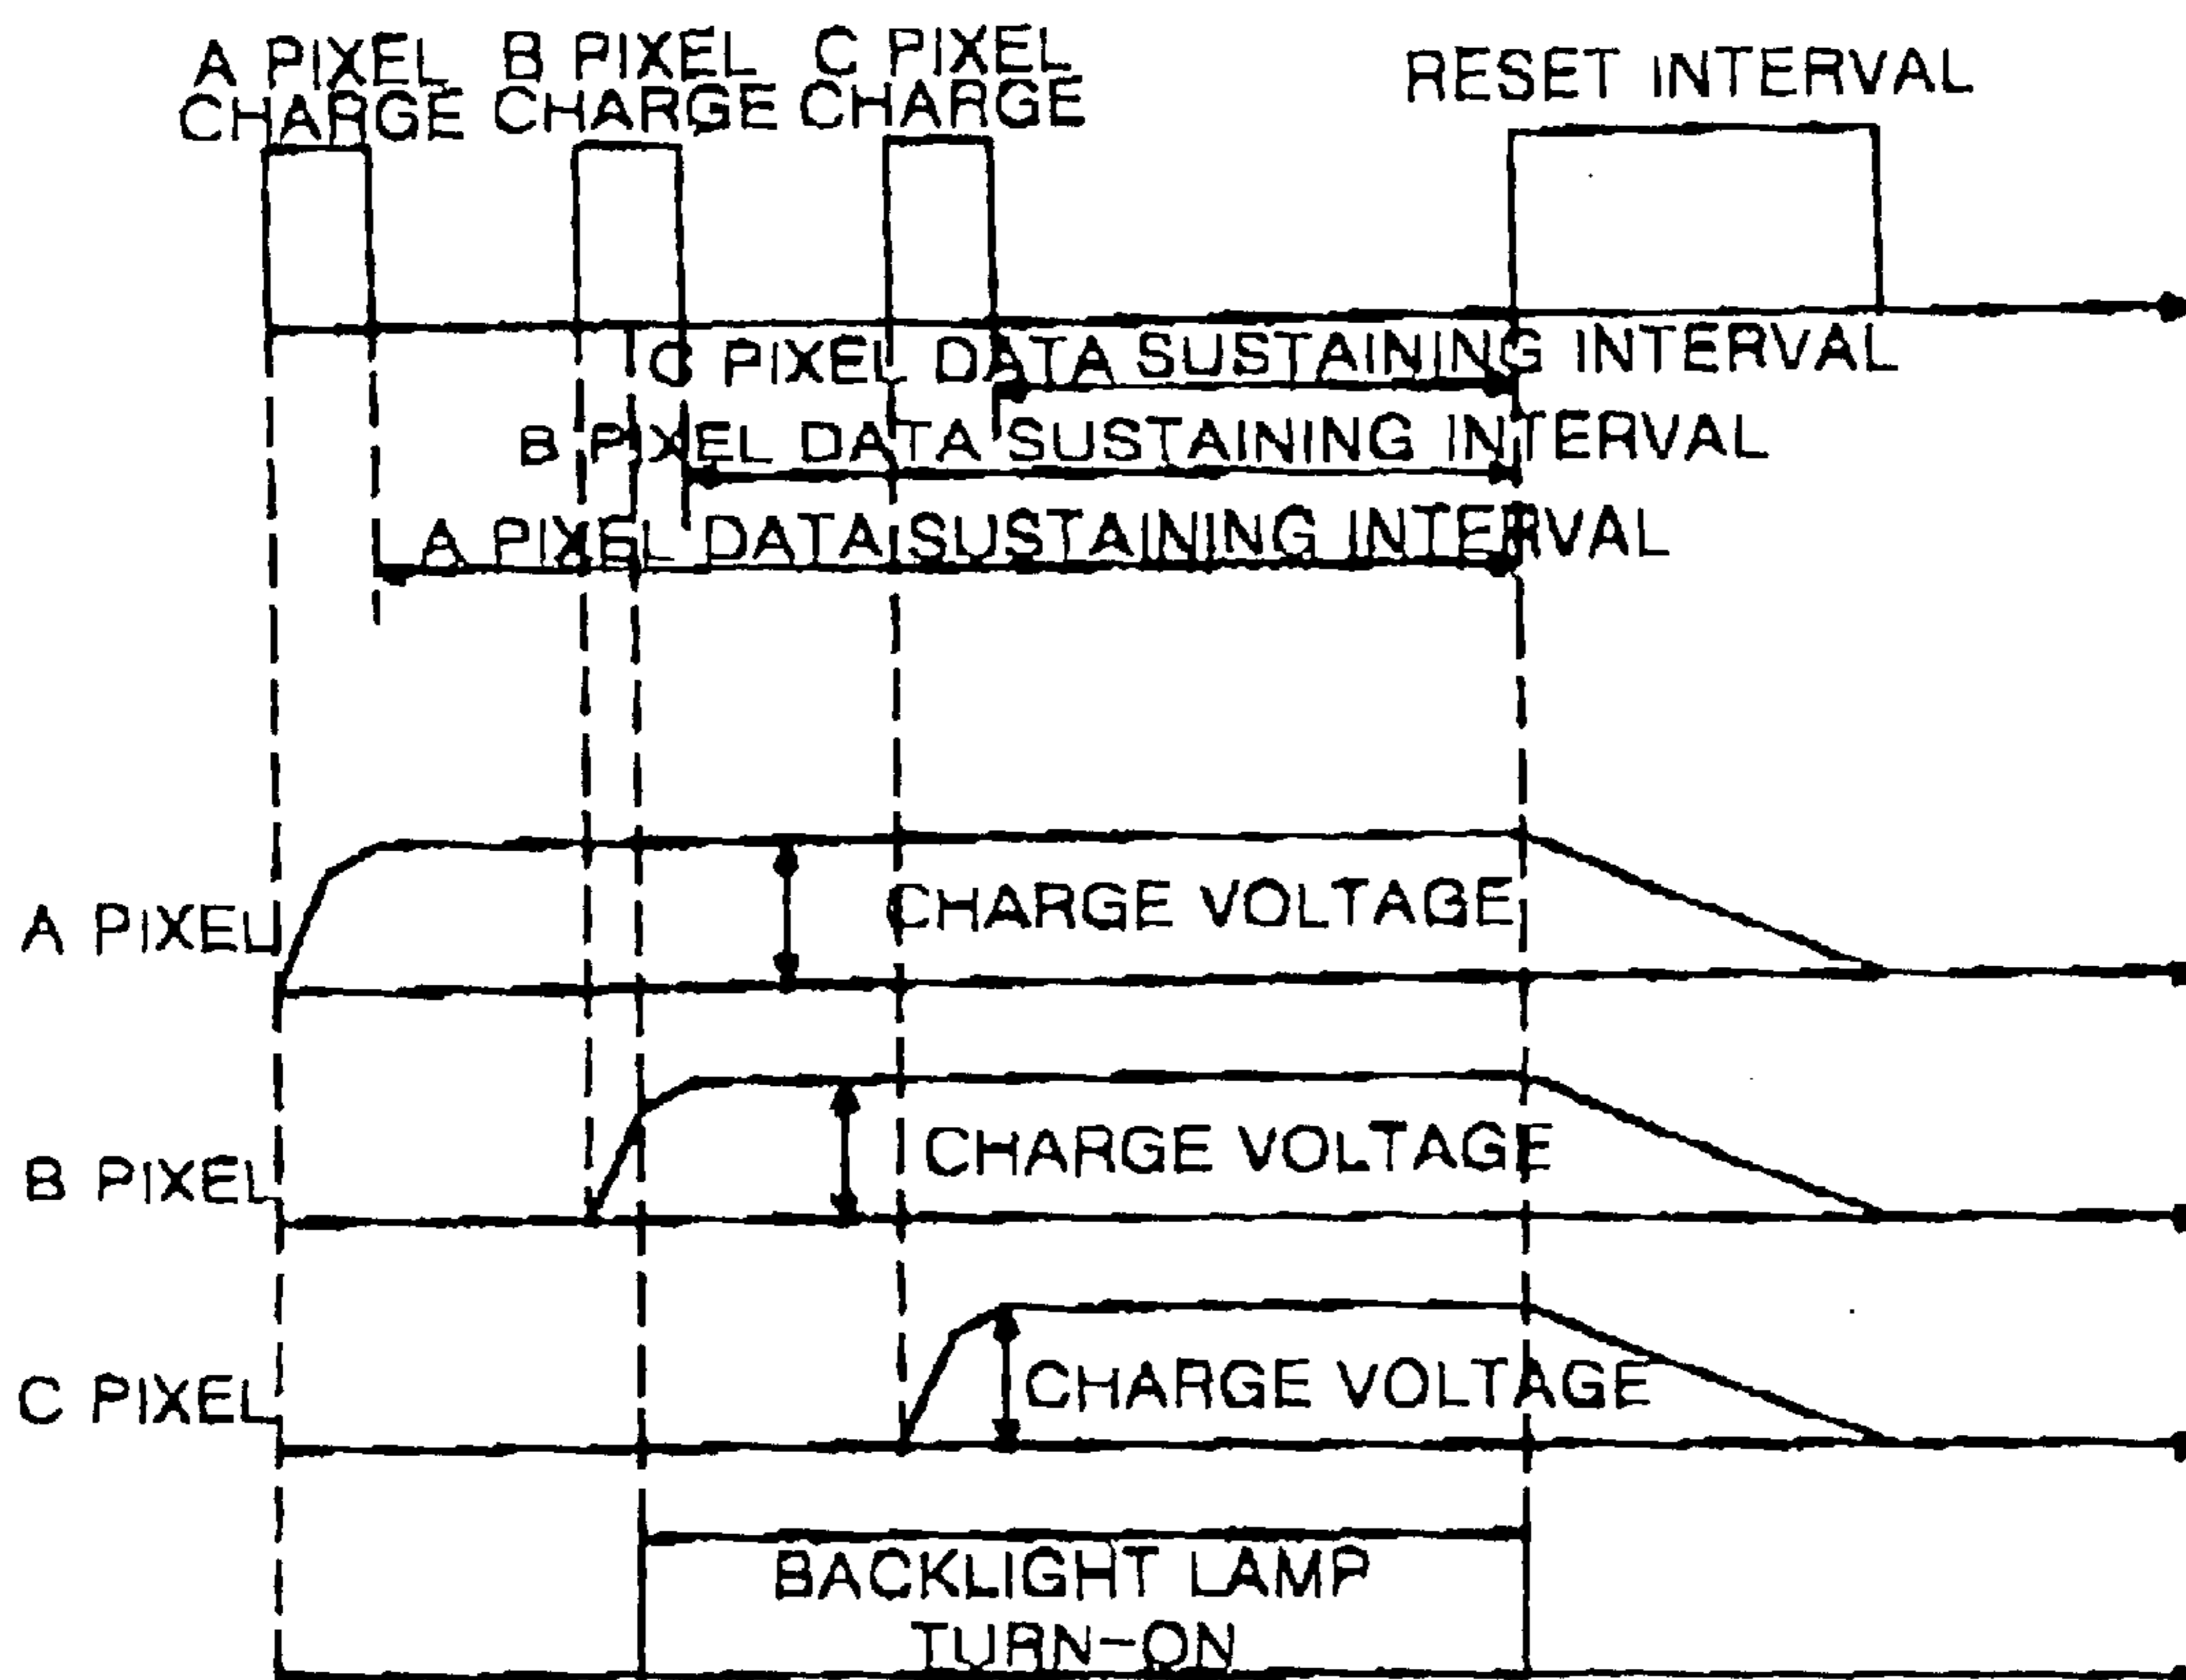 A PIXEL
CHARGE
B PIXEL
CHARGE
C PIXEL
CHARGE
RESET INTERVAL
C PIXEL DATA SUSTAINING INTERVAL
B PIXEL DATA SUSTAINING INTERVAL
A PIXEL DATA SUSTAINING INTERVAL
A PIXEL
CHARGE VOLTAGE
B PIXEL
CHARGE VOLTAGE
C PIXEL
CHARGE VOLTAGE
BACKLIGHT LAMP
TURN-ON